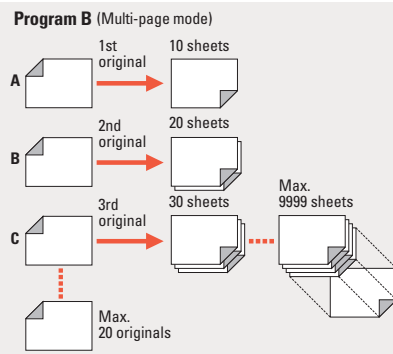 Program B (Multi-page mode)
1st
original
10 sheets
A
2nd
original
20 sheets
B
3rd
original
30 sheets
Max.
9999 sheets
C
Max.
20 originals